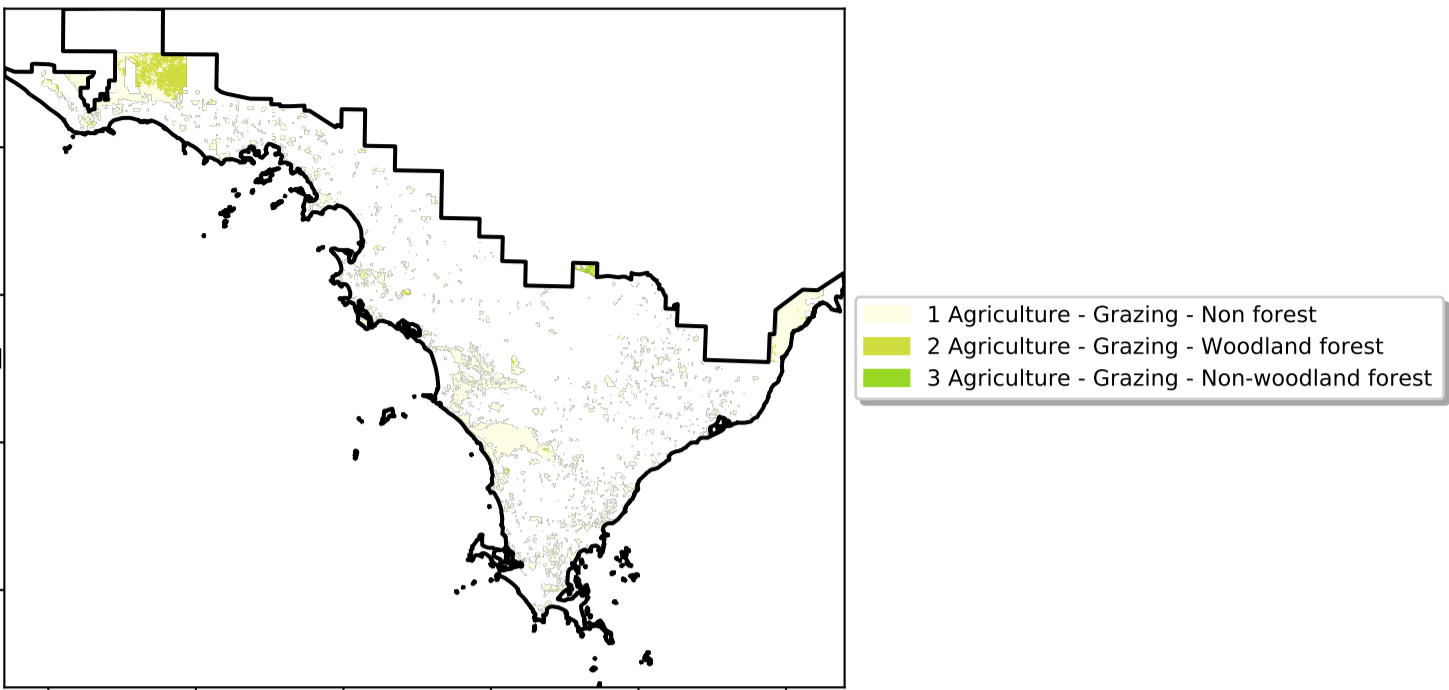 1 Agriculture - Grazing - Non forest
2 Agriculture - Grazing - Woodland forest
3 Agriculture - Grazing - Non-woodland forest